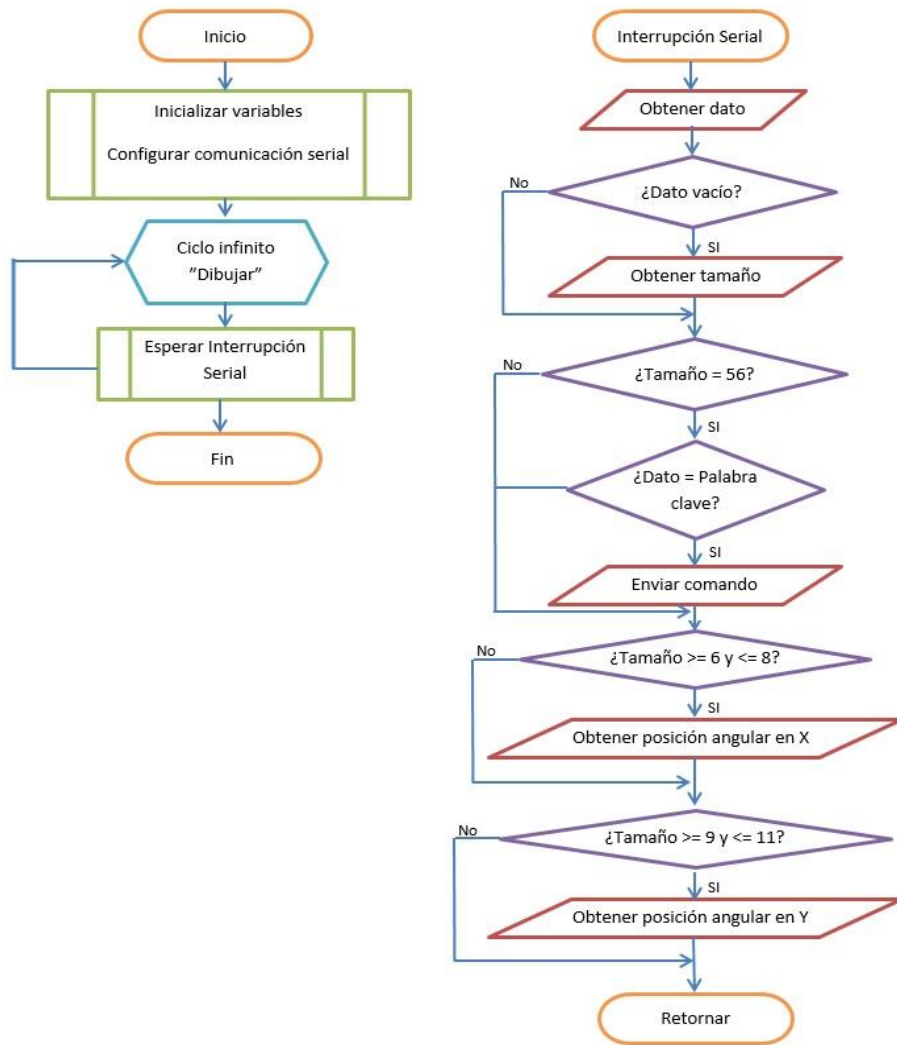 Inicio
Inicializar variables
Configurar comunicación serial
Ciclo infinito
”Dibujar”
Esperar Interrupción
Serial
Fin
Interrupción Serial
Obtener dato
No
¿Dato vacío?
SI
Obtener tamaño
No
¿Tamaño = 56?
SI
¿Dato = Palabra
clave?
SI
Enviar comando
No
¿Tamaño >= 6 y <= 8?
SI
Obtener posición angular en X
No
¿Tamaño >= 9 y <= 11?
SI
Obtener posición angular en Y
Retornar